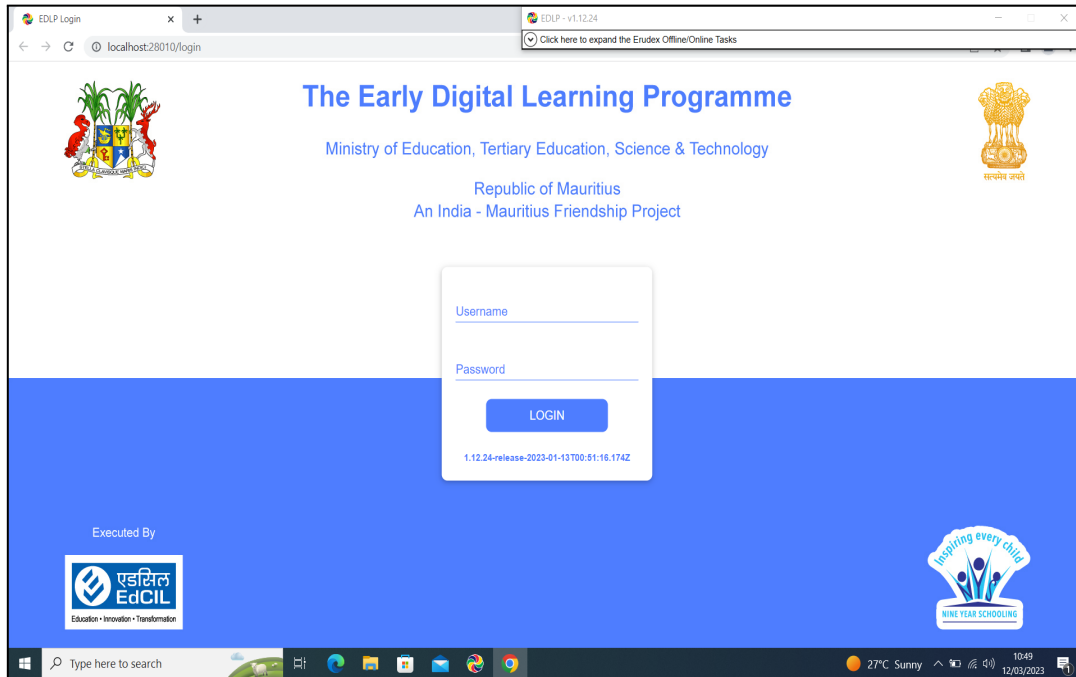 EDLP Login
EDLP - v1.12.24
localhost:28010/login
Click here to expand the Erudex Offline/Online Tasks
The Early Digital Learning Programme
Ministry of Education, Tertiary Education, Science & Technology
Republic of Mauritius
An India - Mauritius Friendship Project
सत्यमेव जयते
Username
Password
LOGIN
1.12.24-release-2023-01-13T00:51:16.174Z
Executed By
एडसिल
EdCIL
Education • Innovation • Transformation
Inspiring every child
NINE YEAR SCHOOLING
Type here to search
27°C Sunny
10:49
12/03/2023
1